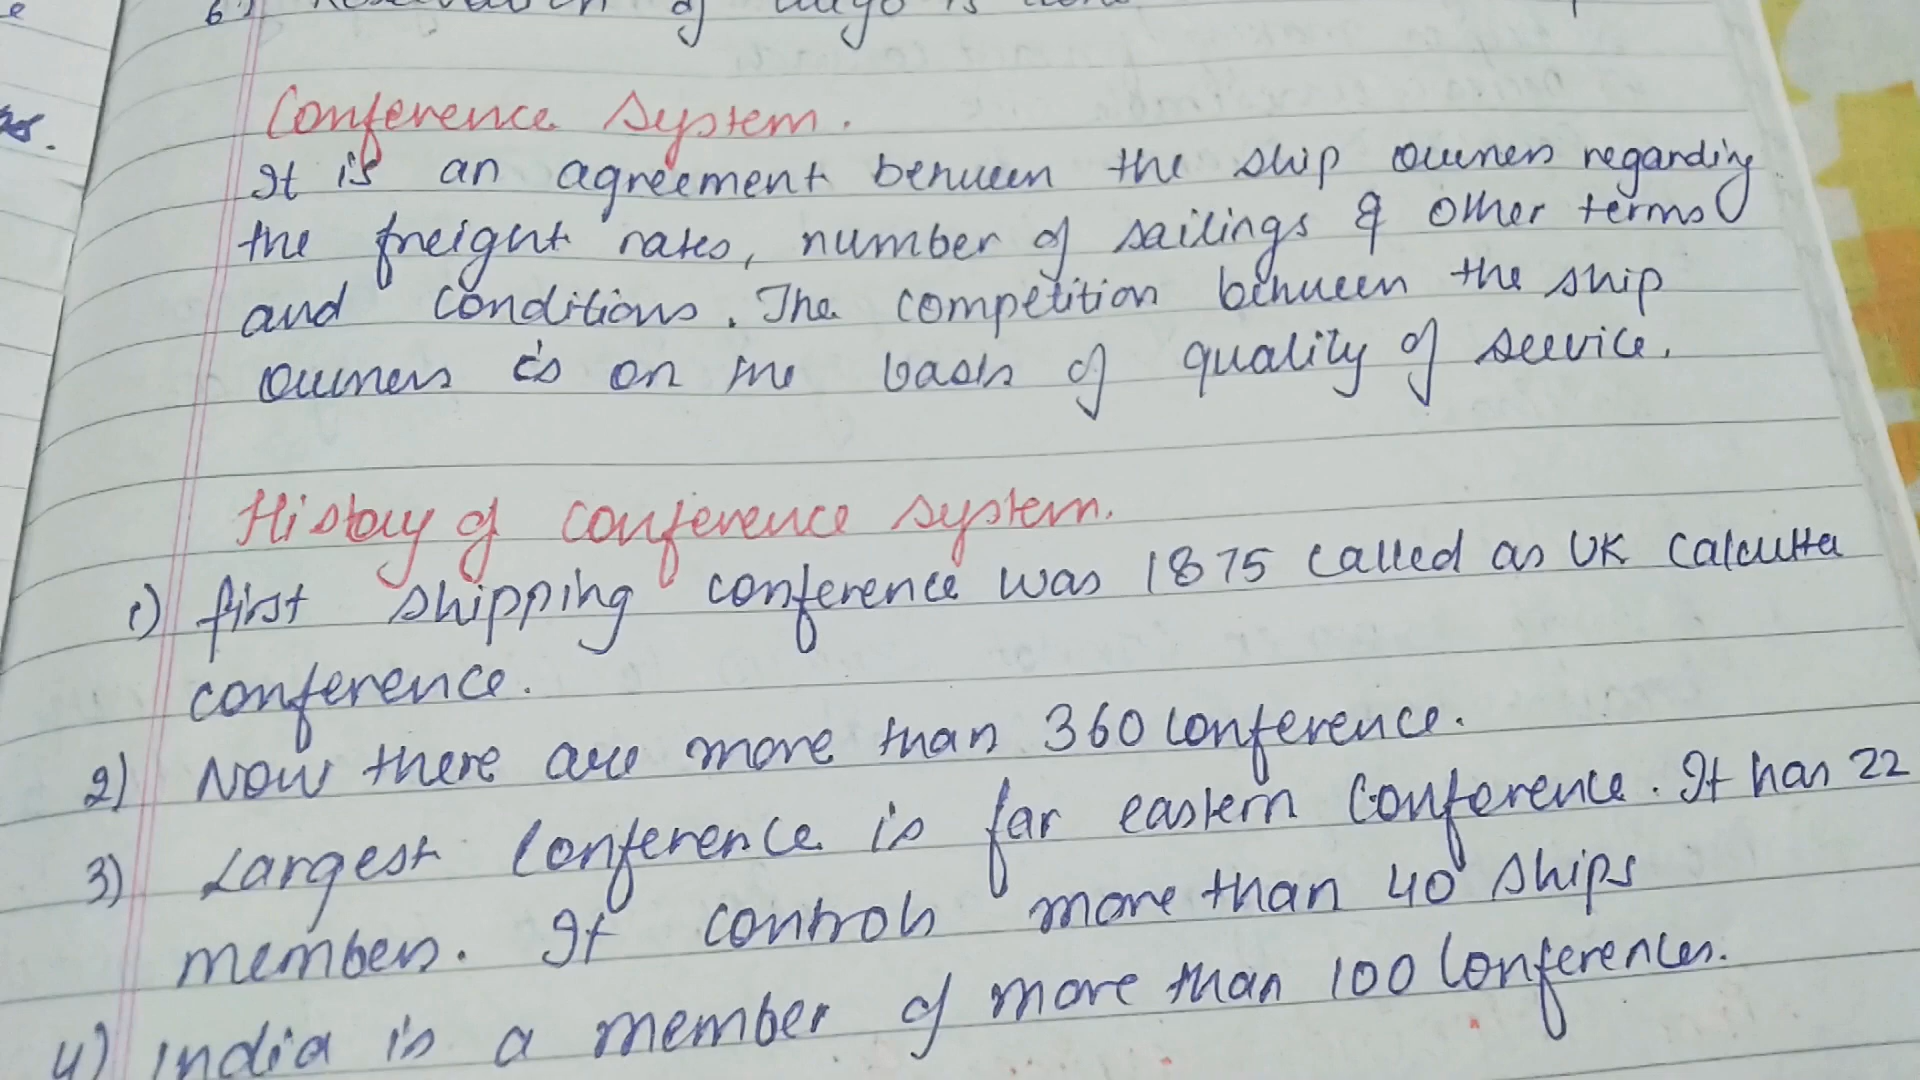 6)
Conference System.
It is an agreement between the ship owners regarding
the freight rates, number of sailings & other terms
and conditions. The competition between the ship
owners is on the basis of quality of service.
History of conference system.
1) first shipping conference was 1875 called as UK Calcutta
conference.
2) Now there are more than 360 conference.
3) Largest conference is far eastern conference. It has 22
members. It controls more than 40 ships
4) India is a member of more than 100 conferences.